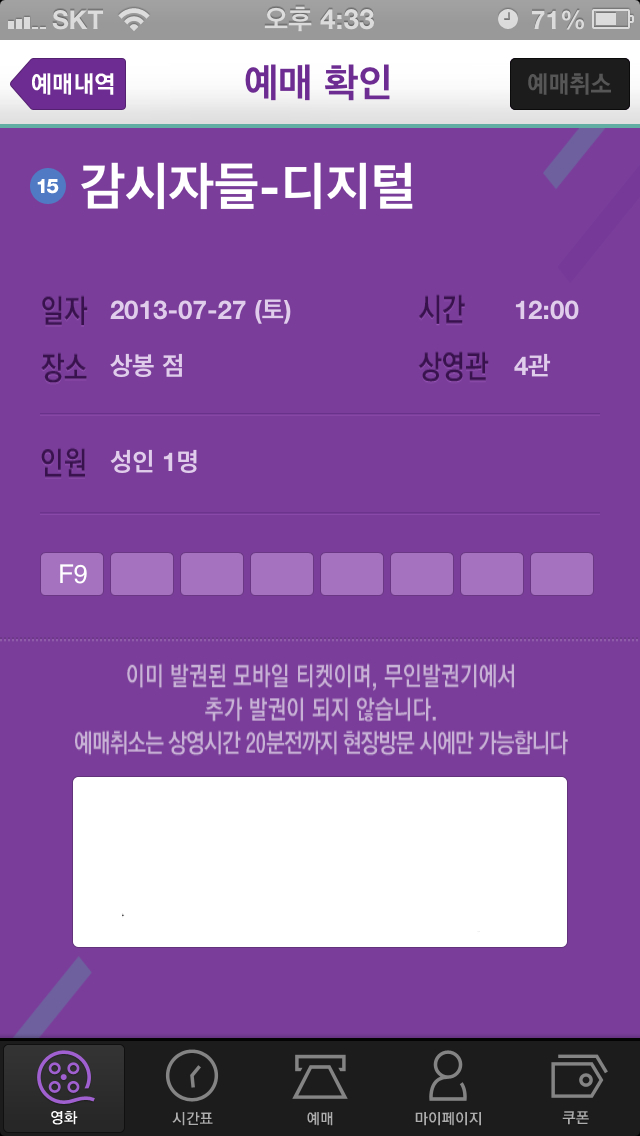 SKT 오후 4:33 71%
예매내역 예매 확인 예매취소
15 감시자들-디지털
일자 2013-07-27 (토) 시간 12:00
장소 상봉 점 상영관 4관
인원 성인 1명
F9
이미 발권된 모바일 티켓이며, 무인발권기에서
추가 발권이 되지 않습니다.
예매취소는 상영시간 20분전까지 현장방문 시에만 가능합니다
영화 시간표 예매 마이페이지 쿠폰